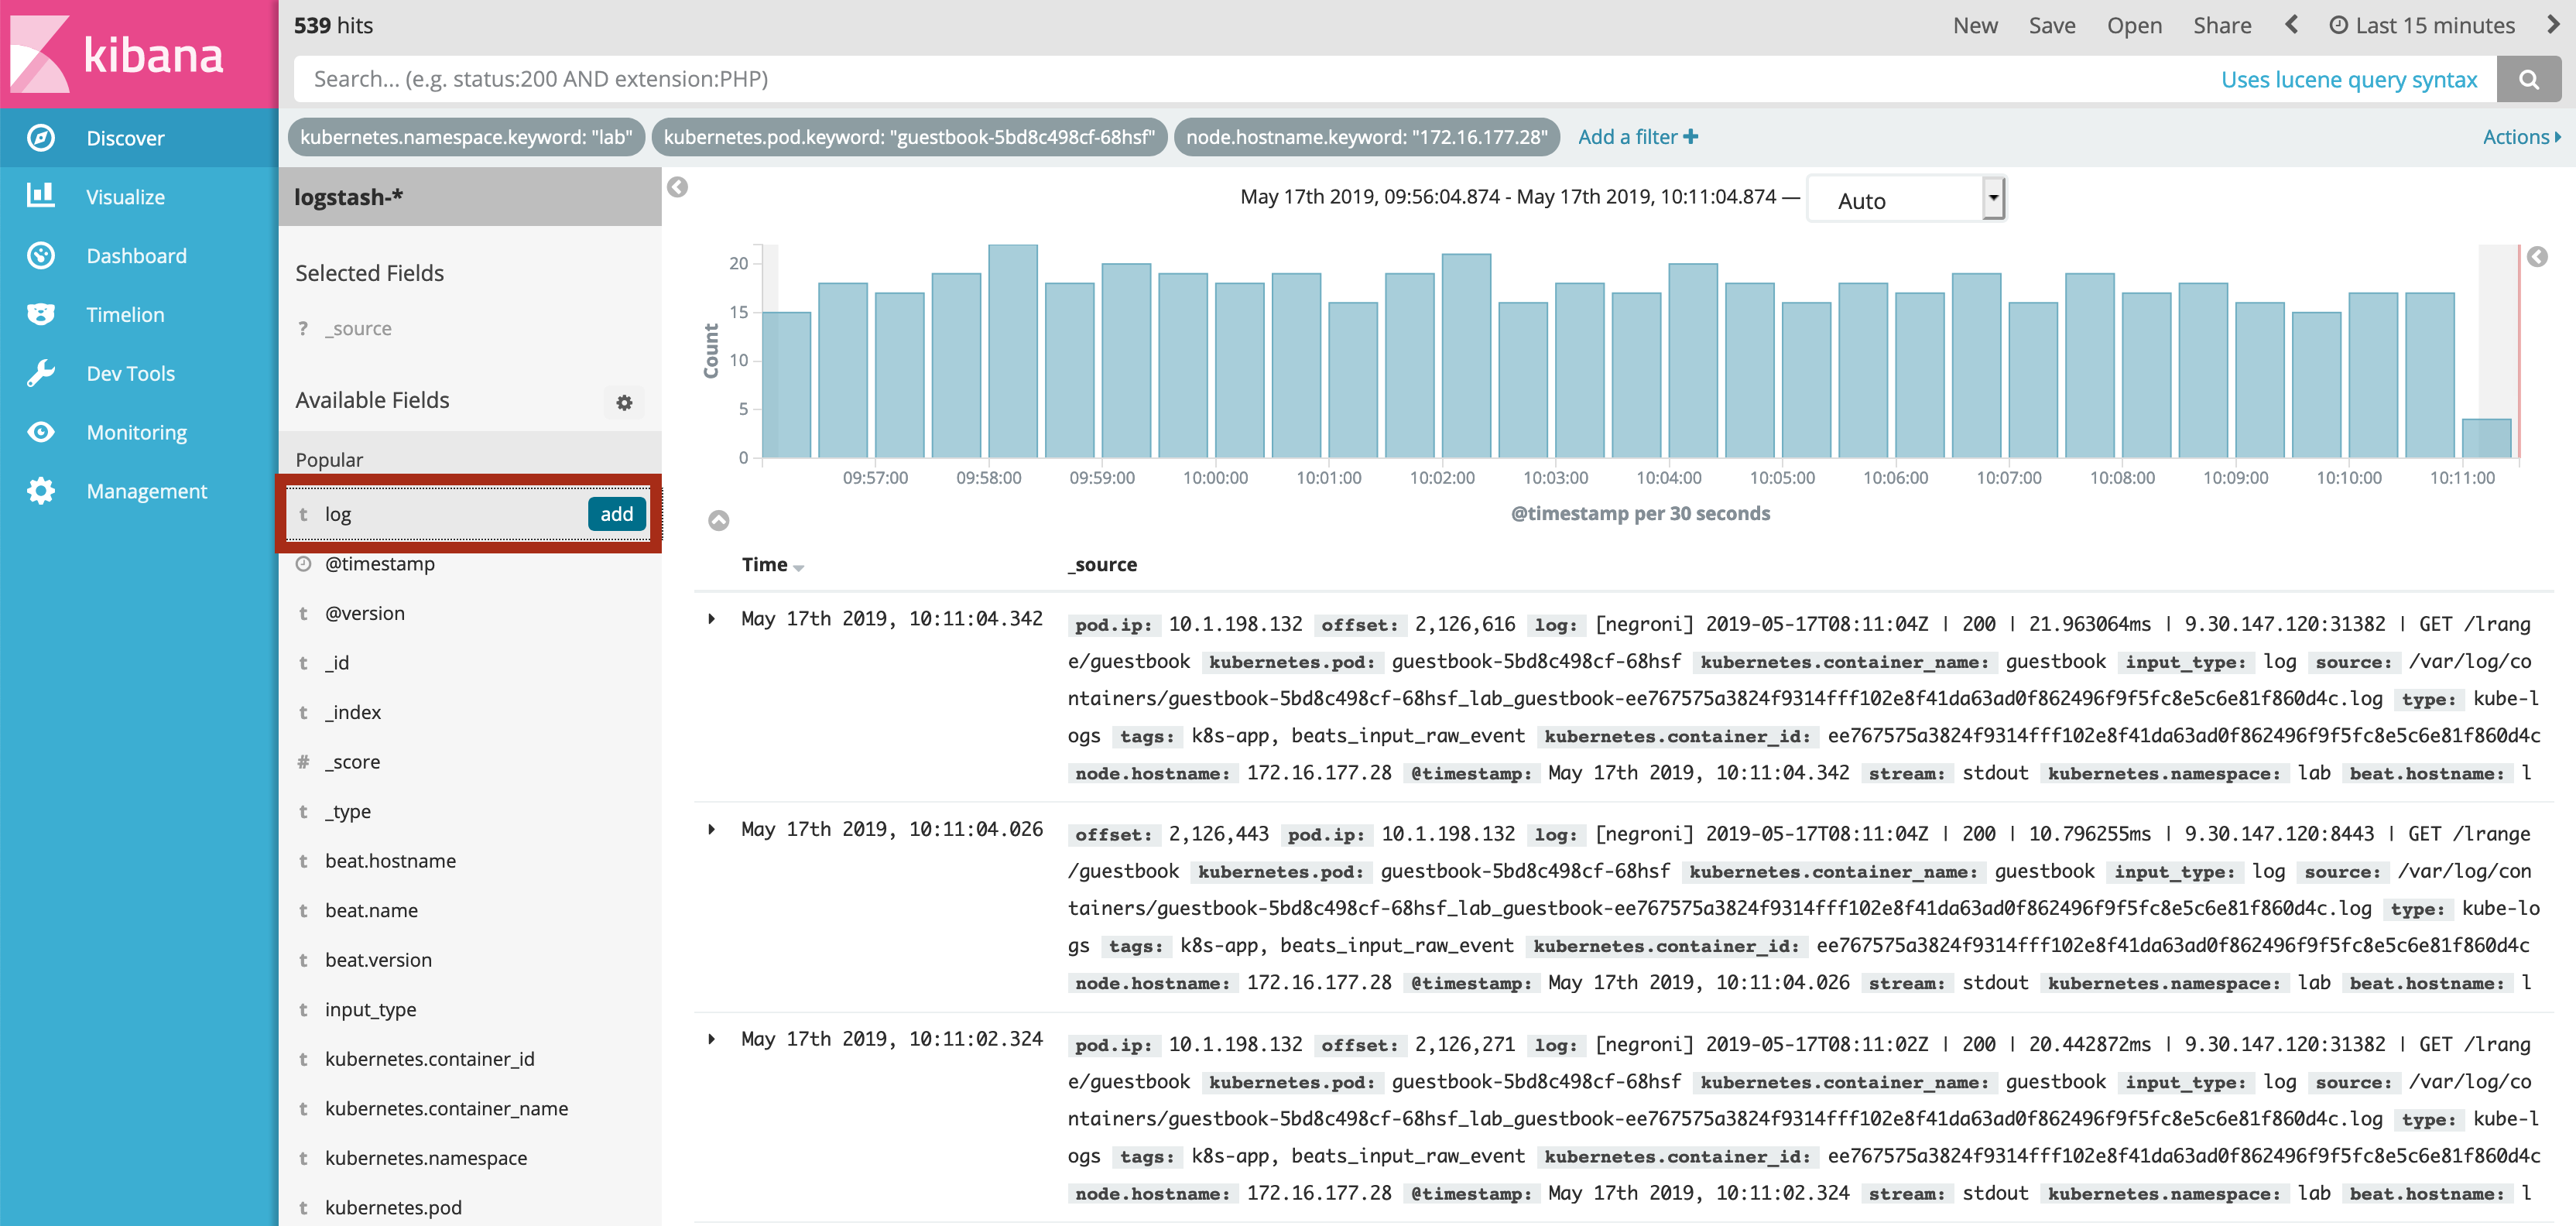 kibana
Discover
Visualize
Dashboard
Timelion
Dev Tools
Monitoring
Management
539 hits
New Save Open Share Last 15 minutes
Search... (e.g. status:200 AND extension:PHP)
Uses lucene query syntax
kubernetes.namespace.keyword: "lab" kubernetes.pod.keyword: "guestbook-5bd8c498cf-68hsf" node.hostname.keyword: "172.16.177.28" Add a filter
Actions
logstash-*
Selected Fields
? _source
Available Fields
Popular
t log add
@timestamp
t @version
t _id
t _index
# _score
t _type
t beat.hostname
t beat.name
t beat.version
t input_type
t kubernetes.container_id
t kubernetes.container_name
t kubernetes.namespace
t kubernetes.pod
May 17th 2019, 09:56:04.874 - May 17th 2019, 10:11:04.874 — Auto
Count
20
15
10
5
0
09:57:00 09:58:00 09:59:00 10:00:00 10:01:00 10:02:00 10:03:00 10:04:00 10:05:00 10:06:00 10:07:00 10:08:00 10:09:00 10:10:00 10:11:00
@timestamp per 30 seconds
Time _source
May 17th 2019, 10:11:04.342 pod.ip: 10.1.198.132 offset: 2,126,616 log: [negroni] 2019-05-17T08:11:04Z | 200 | 21.963064ms | 9.30.147.120:31382 | GET /lrang
e/guestbook kubernetes.pod: guestbook-5bd8c498cf-68hsf kubernetes.container_name: guestbook input_type: log source: /var/log/co
ntainers/guestbook-5bd8c498cf-68hsf_lab_guestbook-ee767575a3824f9314fff102e8f41da63ad0f862496f9f5fc8e5c6e81f860d4c.log type: kube-l
ogs tags: k8s-app, beats_input_raw_event kubernetes.container_id: ee767575a3824f9314fff102e8f41da63ad0f862496f9f5fc8e5c6e81f860d4c
node.hostname: 172.16.177.28 @timestamp: May 17th 2019, 10:11:04.342 stream: stdout kubernetes.namespace: lab beat.hostname: l
May 17th 2019, 10:11:04.026 offset: 2,126,443 pod.ip: 10.1.198.132 log: [negroni] 2019-05-17T08:11:04Z | 200 | 10.796255ms | 9.30.147.120:8443 | GET /lrange
/guestbook kubernetes.pod: guestbook-5bd8c498cf-68hsf kubernetes.container_name: guestbook input_type: log source: /var/log/con
tainers/guestbook-5bd8c498cf-68hsf_lab_guestbook-ee767575a3824f9314fff102e8f41da63ad0f862496f9f5fc8e5c6e81f860d4c.log type: kube-lo
gs tags: k8s-app, beats_input_raw_event kubernetes.container_id: ee767575a3824f9314fff102e8f41da63ad0f862496f9f5fc8e5c6e81f860d4c
node.hostname: 172.16.177.28 @timestamp: May 17th 2019, 10:11:04.026 stream: stdout kubernetes.namespace: lab beat.hostname: l
May 17th 2019, 10:11:02.324 pod.ip: 10.1.198.132 offset: 2,126,271 log: [negroni] 2019-05-17T08:11:02Z | 200 | 20.442872ms | 9.30.147.120:31382 | GET /lrang
e/guestbook kubernetes.pod: guestbook-5bd8c498cf-68hsf kubernetes.container_name: guestbook input_type: log source: /var/log/co
ntainers/guestbook-5bd8c498cf-68hsf_lab_guestbook-ee767575a3824f9314fff102e8f41da63ad0f862496f9f5fc8e5c6e81f860d4c.log type: kube-l
ogs tags: k8s-app, beats_input_raw_event kubernetes.container_id: ee767575a3824f9314fff102e8f41da63ad0f862496f9f5fc8e5c6e81f860d4c
node.hostname: 172.16.177.28 @timestamp: May 17th 2019, 10:11:02.324 stream: stdout kubernetes.namespace: lab beat.hostname: l